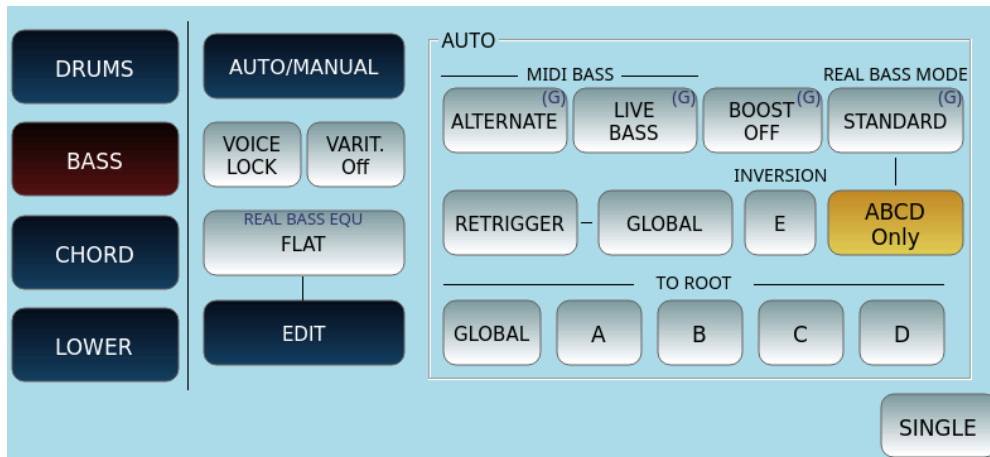 DRUMS
BASS
CHORD
LOWER
AUTO/MANUAL
VOICE
LOCK
VARIT.
Off
REAL BASS EQU
FLAT
EDIT
AUTO
MIDI BASS
REAL BASS MODE
(G)
ALTERNATE
(G)
LIVE
BASS
(G)
BOOST
OFF
(G)
STANDARD
INVERSION
RETRIGGER
GLOBAL
E
ABCD
Only
TO ROOT
GLOBAL
A
B
C
D
SINGLE